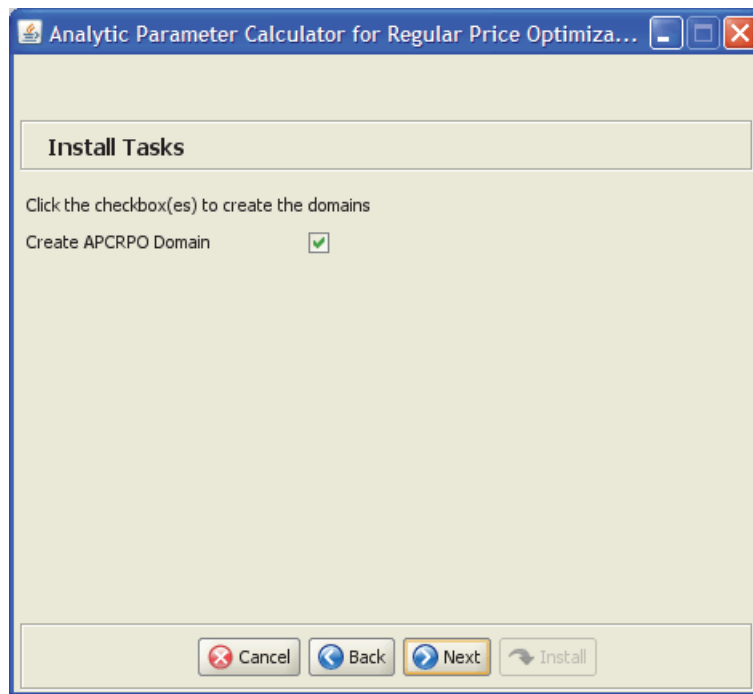 Analytic Parameter Calculator for Regular Price Optimiza...
Install Tasks
Click the checkbox(es) to create the domains
Create APCRPO Domain
Cancel Back Next Install